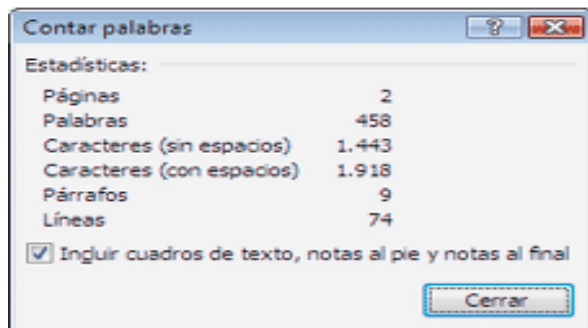 Contar palabras
Estadísticas:
Páginas 2
Palabras 458
Caracteres (sin espacios) 1.443
Caracteres (con espacios) 1.918
Párrafos 9
Líneas 74
Incluir cuadros de texto, notas al pie y notas al final
Cerrar